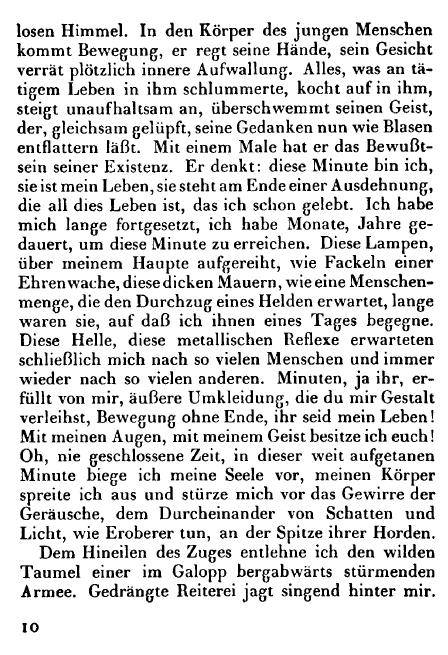 losen Himmel. In den Körper des jungen Menschen
kommt Bewegung, er regt seine Hände, sein Gesicht
verrät plötzlich innere Aufwallung. Alles, was an tä-
tigem Leben in ihm schlummerte, kocht auf in ihm,
steigt unaufhaltsam an, überschwemmt seinen Geist,
der, gleichsam gelüpft, seine Gedanken nun wie Blasen
entflattern läßt. Mit einem Male hat er das Bewußt-
sein seiner Existenz. Er denkt: diese Minute bin ich,
sie ist mein Leben, sie steht am Ende einer Ausdehnung,
die all dies Leben ist, das ich schon gelebt. Ich habe
mich lange fortgesetzt, ich habe Monate, Jahre ge-
dauert, um diese Minute zu erreichen. Diese Lampen,
über meinem Haupte aufgereiht, wie Fackeln einer
Ehrenwache, diese dicken Mauern, wie eine Menschen-
menge, die den Durchzug eines Helden erwartet, lange
waren sie, auf daß ich ihnen eines Tages begegne.
Diese Helle, diese metallischen Reflexe erwarteten
schließlich mich nach so vielen Menschen und immer
wieder nach so vielen anderen. Minuten, ja ihr, er-
füllt von mir, äußere Umkleidung, die du mir Gestalt
verleihst, Bewegung ohne Ende, ihr seid mein Leben!
Mit meinen Augen, mit meinem Geist besitze ich euch!
Oh, nie geschlossene Zeit, in dieser weit aufgetanen
Minute biege ich meine Seele vor, meinen Körper
spreite ich aus und stürze mich vor das Gewirre der
Geräusche, dem Durcheinander von Schatten und
Licht, wie Eroberer tun, an der Spitze ihrer Horden.
Dem Hineilen des Zuges entlehne ich den wilden
Taumel einer im Galopp bergabwärts stürmenden
Armee. Gedrängte Reiterei jagt singend hinter mir.
10